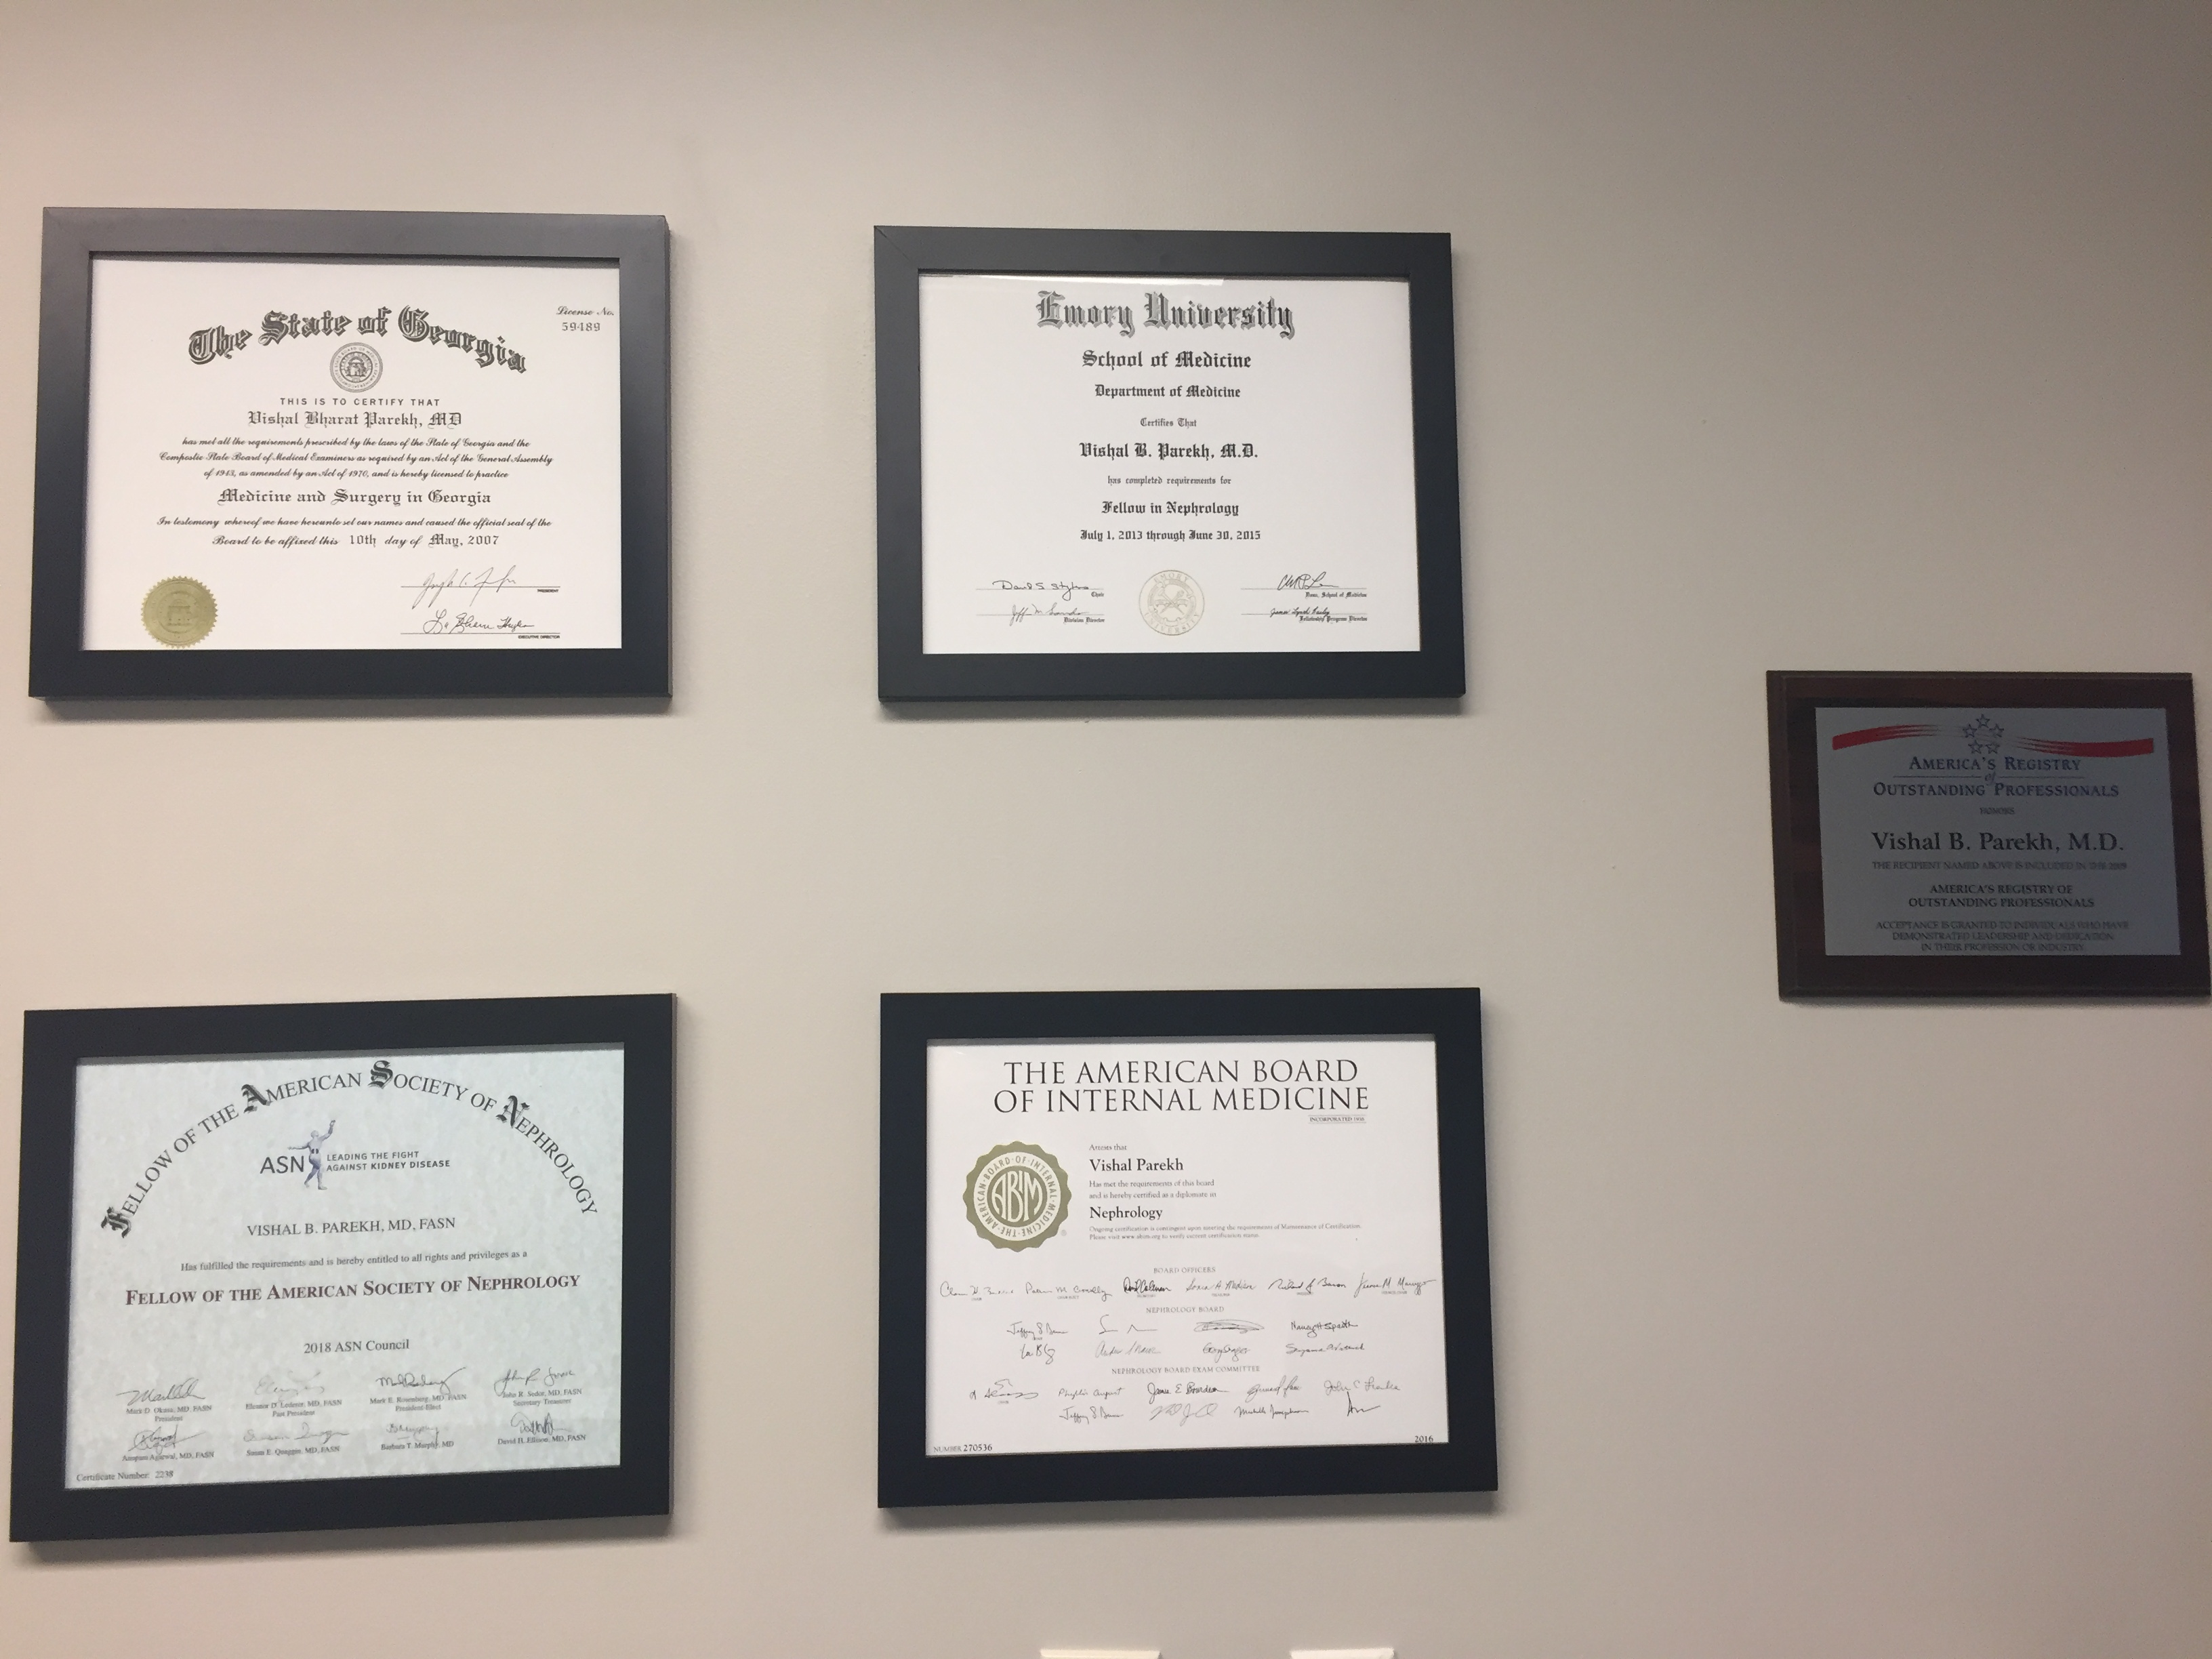 The State of Georgia
License No.
59489
THIS IS TO CERTIFY THAT
Vishal Bharat Parekh, MD
has met all the requirements prescribed by the laws of the State of Georgia and the
Composite State Board of Medical Examiners as required by an Act of the General Assembly
of 1943, as amended by an Act of 1970, and is hereby licensed to practice
Medicine and Surgery in Georgia
In testimony whereof we have hereunto set our names and caused the official seal of the
Board to be affixed this 10th day of May, 2007
PRESIDENT
EXECUTIVE DIRECTOR
Emory University
School of Medicine
Department of Medicine
Certifies That
Vishal B. Parekh, M.D.
has completed requirements for
Fellow in Nephrology
July 1, 2013 through June 30, 2015
Chair
Dean, School of Medicine
Division Director
Fellowship Program Director
EMORY UNIVERSITY
AMERICA'S REGISTRY
of
OUTSTANDING PROFESSIONALS
HONORS
Vishal B. Parekh, M.D.
THE RECIPIENT NAMED ABOVE IS INCLUDED IN THE 2009
AMERICA'S REGISTRY OF
OUTSTANDING PROFESSIONALS
ACCEPTANCE IS GRANTED TO INDIVIDUALS WHO HAVE
DEMONSTRATED LEADERSHIP AND DEDICATION
IN THEIR PROFESSION OR INDUSTRY
FELLOW OF THE AMERICAN SOCIETY OF NEPHROLOGY
ASN LEADING THE FIGHT
AGAINST KIDNEY DISEASE
VISHAL B. PAREKH, MD, FASN
Has fulfilled the requirements and is hereby entitled to all rights and privileges as a
FELLOW OF THE AMERICAN SOCIETY OF NEPHROLOGY
2018 ASN Council
Mark D. Okusa, MD, FASN
President
Eleanor D. Lederer, MD, FASN
Past President
Mark E. Rosenberg, MD, FASN
President-Elect
John R. Sedor, MD, FASN
Secretary Treasurer
Anupam Agarwal, MD, FASN
Susan E. Quaggin, MD, FASN
Barbara T. Murphy, MD
David H. Ellison, MD, FASN
Certificate Number: 2238
THE AMERICAN BOARD
OF INTERNAL MEDICINE
INCORPORATED 1936
THE·AMERICAN·BOARD·OF·INTERNAL·MEDICINE
ABIM
Attests that
Vishal Parekh
Has met the requirements of this board
and is hereby certified as a diplomate in
Nephrology
Ongoing certification is contingent upon meeting the requirements of Maintenance of Certification.
Please visit www.abim.org to verify current certification status.
BOARD OFFICERS
NEPHROLOGY BOARD
NEPHROLOGY BOARD EXAM COMMITTEE
NUMBER 270536
2016